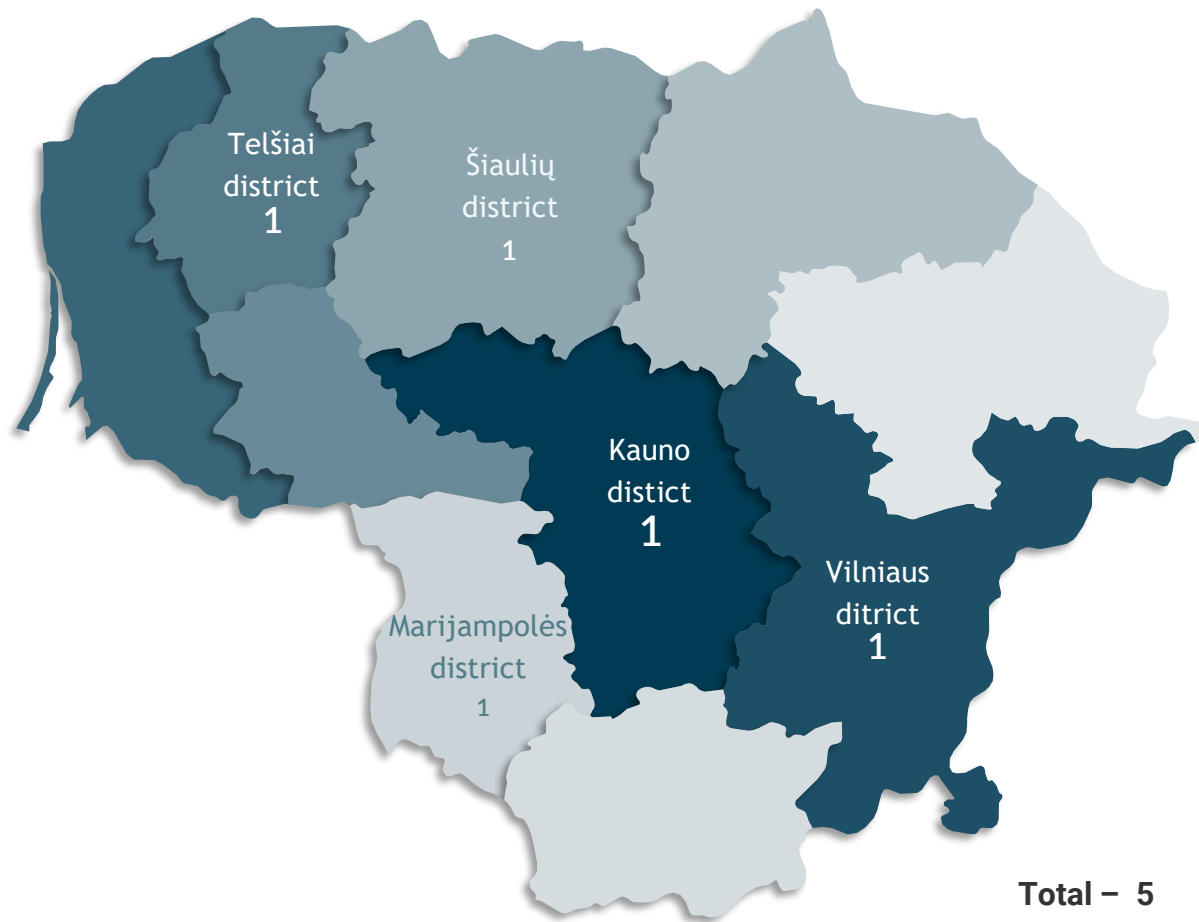 Telšiai
district
1
Šiaulių
district
1
Kauno
distict
1
Vilniaus
ditrict
1
Marijampolės
district
1
Total – 5